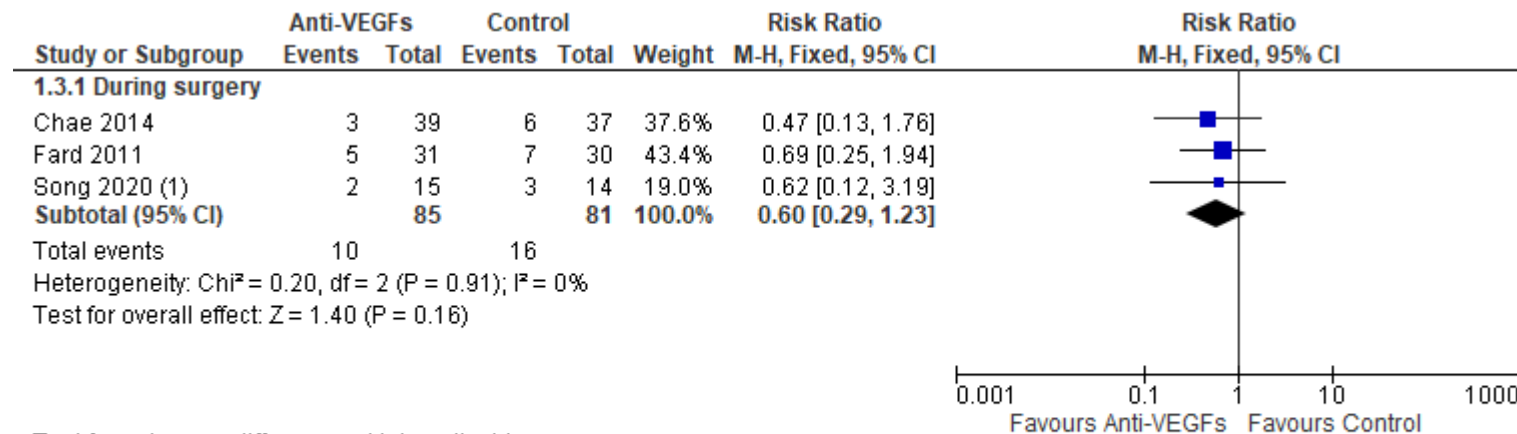 Anti-VEGFs Control Risk Ratio Risk Ratio
Study or Subgroup Events Total Events Total Weight M-H, Fixed, 95% CI M-H, Fixed, 95% CI
1.3.1 During surgery
Chae 2014 3 39 6 37 37.6% 0.47 [0.13, 1.76]
Fard 2011 5 31 7 30 43.4% 0.69 [0.25, 1.94]
Song 2020 (1) 2 15 3 14 19.0% 0.62 [0.12, 3.19]
Subtotal (95% CI) 85 81 100.0% 0.60 [0.29, 1.23]
Total events 10 16
Heterogeneity: Chi² = 0.20, df = 2 (P = 0.91); I² = 0%
Test for overall effect: Z = 1.40 (P = 0.16)
0.001 0.1 1 10 1000
Favours Anti-VEGFs Favours Control